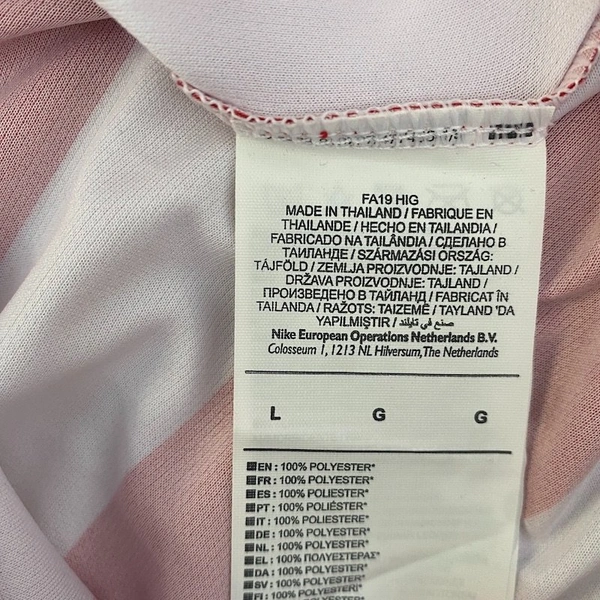 FA19 HIG
MADE IN THAILAND / FABRIQUE EN
THAILANDE / HECHO EN TAILANDIA /
FABRICADO NA TAILÂNDIA / СДЕЛАНО В
ТАИЛАНДЕ / SZÁRMAZÁSI ORSZÁG:
TÁJFÖLD / ZEMLJA PROIZVODNJE: TAJLAND /
DRŽAVA PROIZVODNJE: TAJLAND /
ПРОИЗВЕДЕНО В ТАЙЛАНД / FABRICAT ÎN
TAILANDA / RAŽOTS: TAIZEMĒ / TAYLAND 'DA
YAPILMIŞTIR / صنع في تايلند
Nike European Operations Netherlands B.V.
Colosseum 1, 1213 NL Hilversum, The Netherlands
L G G
EN : 100% POLYESTER*
FR : 100% POLYESTER*
ES : 100% POLIÉSTER*
PT : 100% POLIÉSTER*
IT : 100% POLIESTERE*
DE : 100% POLYESTER*
NL : 100% POLYESTER*
EL : 100% ΠΟΛΥΕΣΤΕΡΑΣ*
DA : 100% POLYESTER*
SV : 100% POLYESTER*
FI : 100%